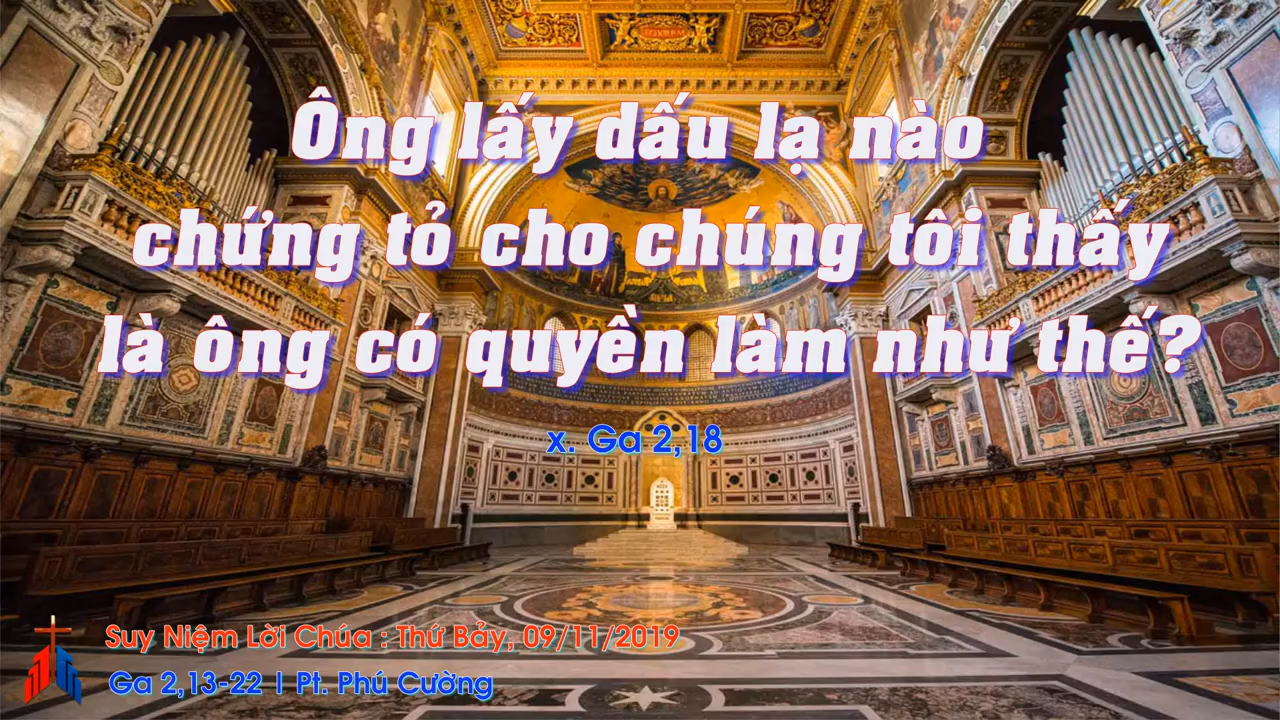 Ông lấy dấu lạ nào
chứng tỏ cho chúng tôi thấy
là ông có quyền làm như thế?
x. Ga 2,18
Suy Niệm Lời Chúa : Thứ Bảy, 09/11/2019
Ga 2,13-22 | Pt. Phú Cường